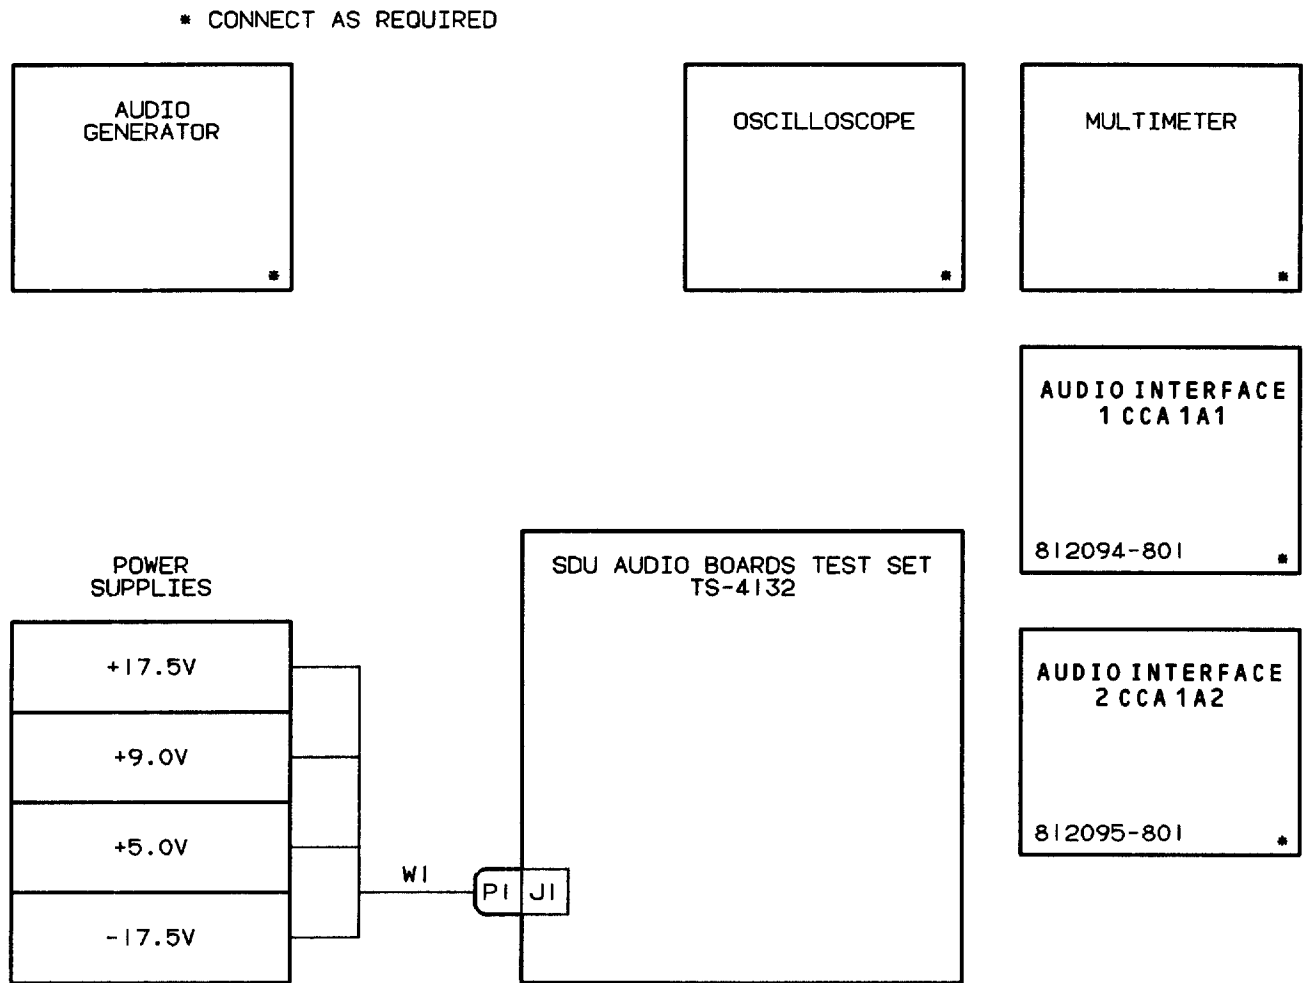 * CONNECT AS REQUIRED
AUDIO
GENERATOR
*
OSCILLOSCOPE
*
MULTIMETER
*
AUDIO INTERFACE
1 CCA 1A1
812094-801
*
POWER
SUPPLIES
+17.5V
+9.0V
+5.0V
-17.5V
W1
P1 J1
SDU AUDIO BOARDS TEST SET
TS-4132
AUDIO INTERFACE
2 CCA 1A2
812095-801
*